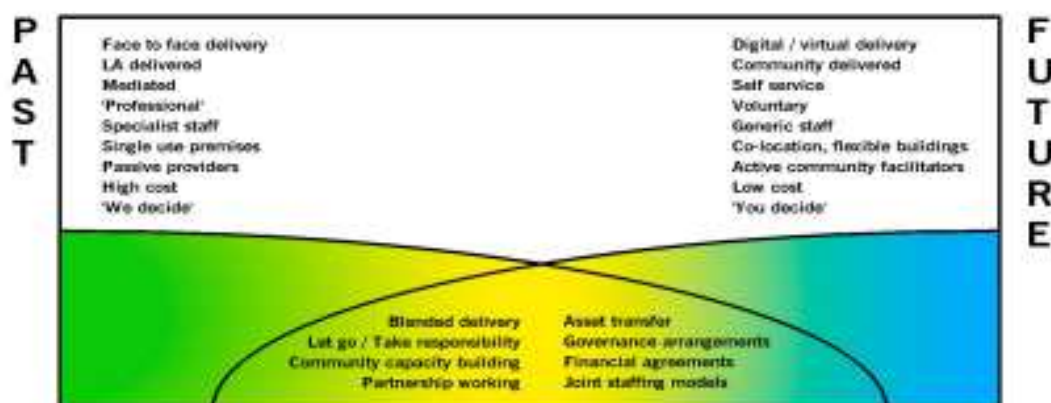 PAST
Face to face delivery
LA delivered
Mediated
'Professional'
Specialist staff
Single use premises
Passive providers
High cost
'We decide'
Digital / virtual delivery
Community delivered
Self service
Voluntary
Generic staff
Co-location, flexible buildings
Active community facilitators
Low cost
'You decide'
FUTURE
Blended delivery
Let go / Take responsibility
Community capacity building
Partnership working
Asset transfer
Governance arrangements
Financial agreements
Joint staffing models